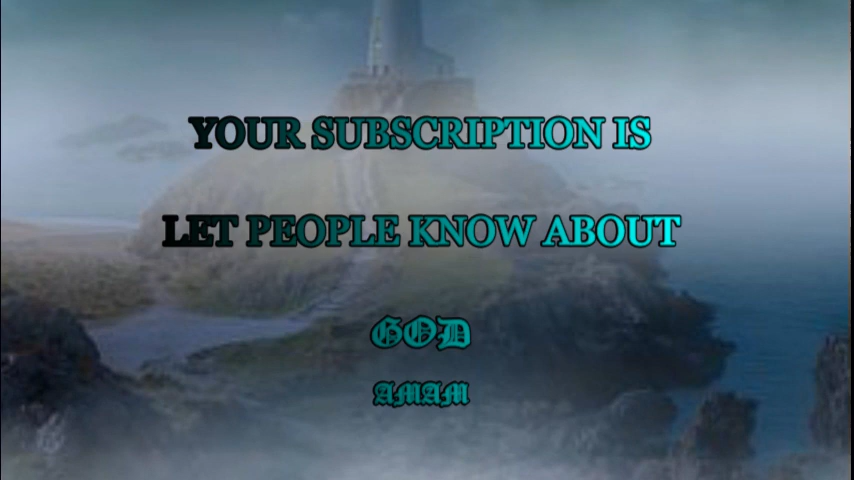 YOUR SUBSCRIPTION IS
LET PEOPLE KNOW ABOUT
GOD
AMAM